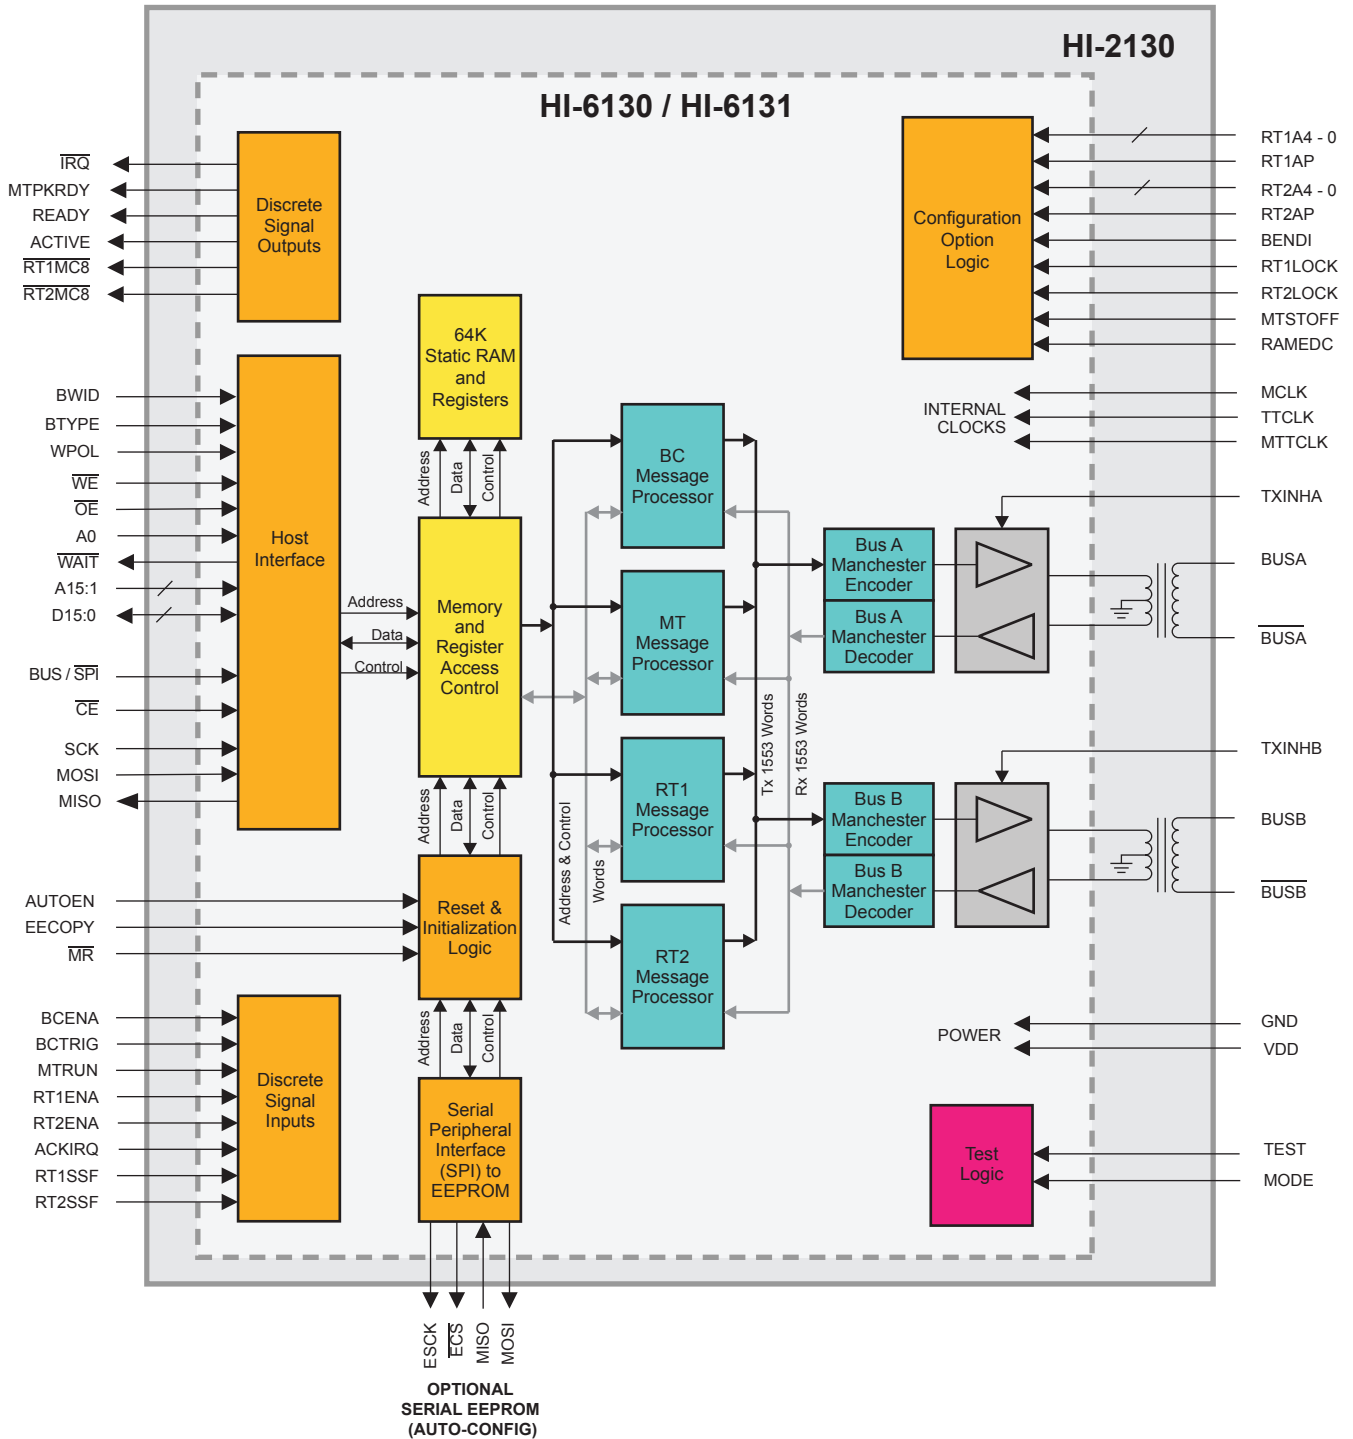 HI-2130
HI-6130 / HI-6131
IRQ
MTPKRDY
READY
ACTIVE
RT1MC8
RT2MC8
Discrete
Signal
Outputs
Configuration
Option
Logic
RT1A4 - 0
RT1AP
RT2A4 - 0
RT2AP
BENDI
RT1LOCK
RT2LOCK
MTSTOFF
RAMEDC
64K
Static RAM
and
Registers
BWID
BTYPE
WPOL
WE
OE
A0
WAIT
A15:1
D15:0
BUS / SPI
CE
SCK
MOSI
MISO
Host
Interface
Address
Data
Control
Address
Data
Control
Memory
and
Register
Access
Control
BC
Message
Processor
MT
Message
Processor
RT1
Message
Processor
RT2
Message
Processor
Address & Control
Words
Tx 1553 Words
Rx 1553 Words
INTERNAL
CLOCKS
MCLK
TTCLK
MTTCLK
TXINHA
Bus A
Manchester
Encoder
Bus A
Manchester
Decoder
BUSA
BUSA
TXINHB
Bus B
Manchester
Encoder
Bus B
Manchester
Decoder
BUSB
BUSB
Address
Data
Control
AUTOEN
EECOPY
MR
Reset &
Initialization
Logic
Address
Data
Control
BCENA
BCTRIG
MTRUN
RT1ENA
RT2ENA
ACKIRQ
RT1SSF
RT2SSF
Discrete
Signal
Inputs
Serial
Peripheral
Interface
(SPI) to
EEPROM
POWER
GND
VDD
Test
Logic
TEST
MODE
ESCK
ECS
MISO
MOSI
OPTIONAL
SERIAL EEPROM
(AUTO-CONFIG)